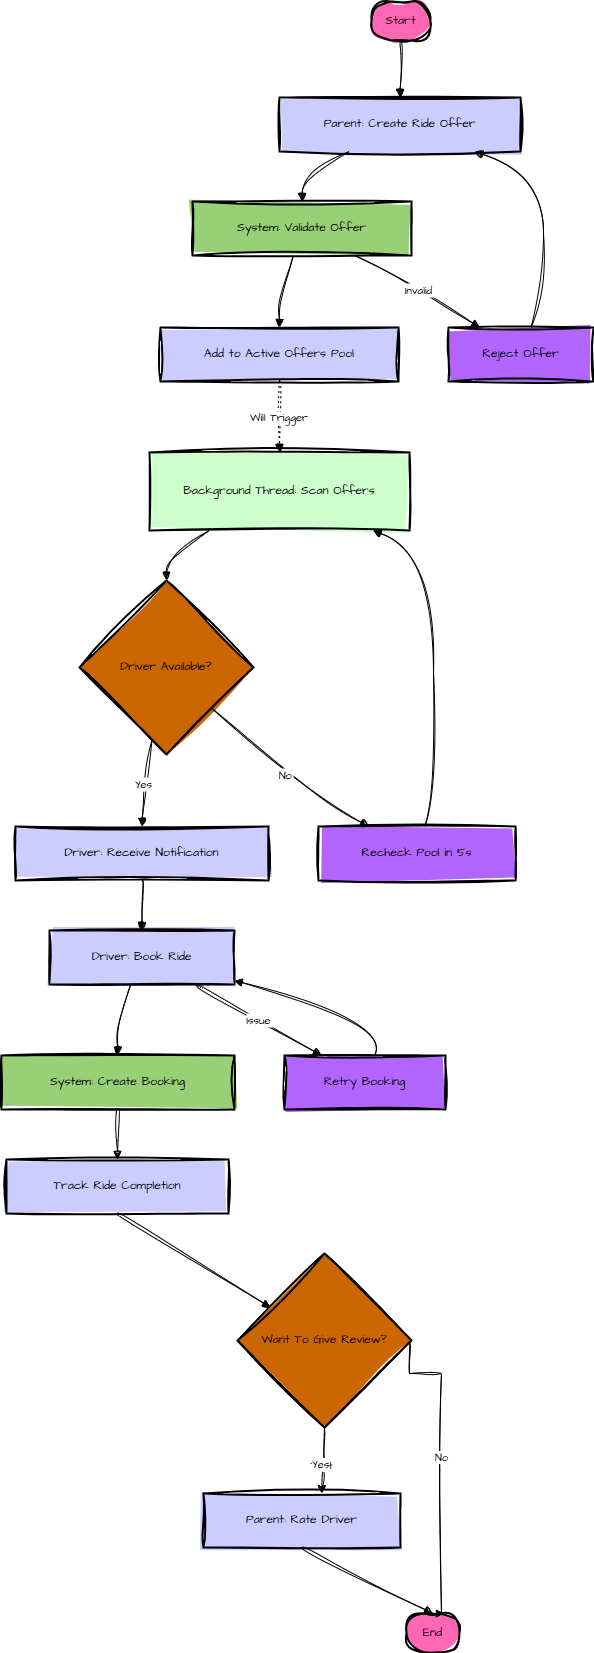 Start
Parent: Create Ride Offer
System: Validate Offer
Invalid
Add to Active Offers Pool
Reject Offer
Will Trigger
Background Thread: Scan Offers
Driver Available?
Yes
No
Driver: Receive Notification
Recheck Pool in 5s
Driver: Book Ride
Issue
System: Create Booking
Retry Booking
Track Ride Completion
Want To Give Review?
No
Yes
Parent: Rate Driver
End